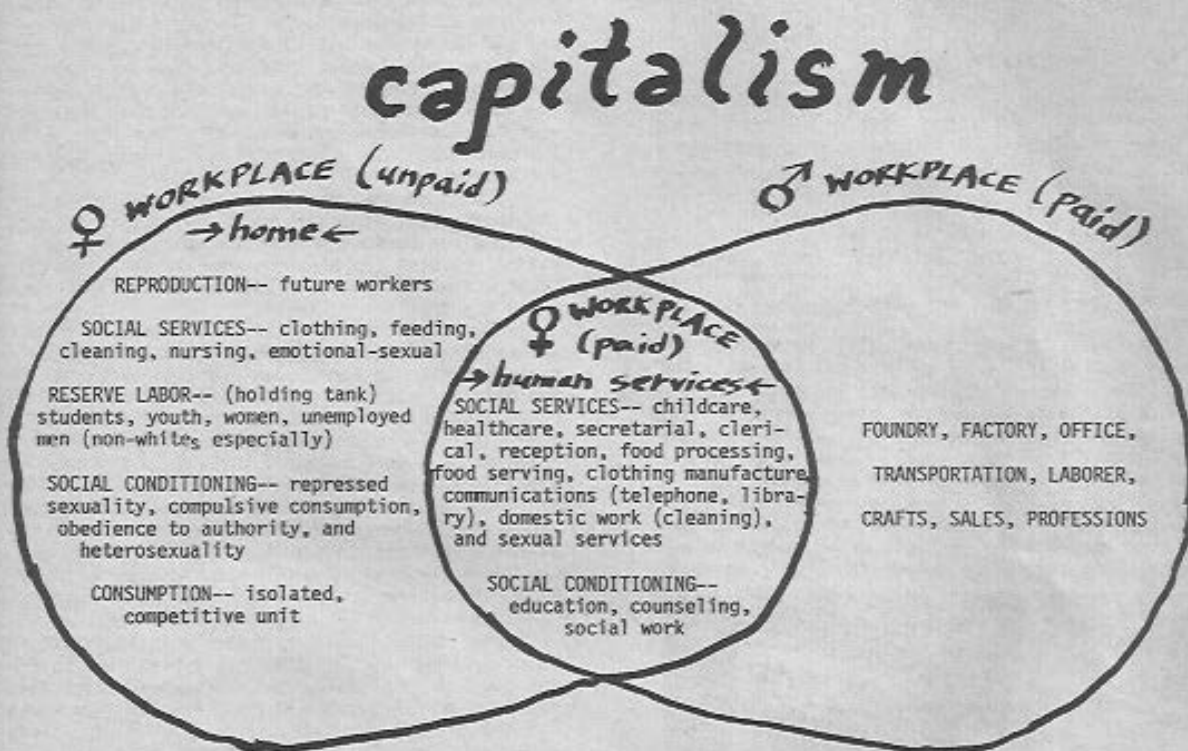 capitalism
♀ WORKPLACE (unpaid)
→home←
REPRODUCTION-- future workers
SOCIAL SERVICES-- clothing, feeding,
cleaning, nursing, emotional-sexual
RESERVE LABOR-- (holding tank)
students, youth, women, unemployed
men (non-whites especially)
SOCIAL CONDITIONING-- repressed
sexuality, compulsive consumption,
obedience to authority, and
heterosexuality
CONSUMPTION-- isolated,
competitive unit
♀ WORKPLACE
(paid)
→human services←
SOCIAL SERVICES-- childcare,
healthcare, secretarial, cleri-
cal, reception, food processing,
food serving, clothing manufacture
communications (telephone, libra-
ry), domestic work (cleaning),
and sexual services
SOCIAL CONDITIONING--
education, counseling,
social work
♂ WORKPLACE (paid)
FOUNDRY, FACTORY, OFFICE,
TRANSPORTATION, LABORER,
CRAFTS, SALES, PROFESSIONS